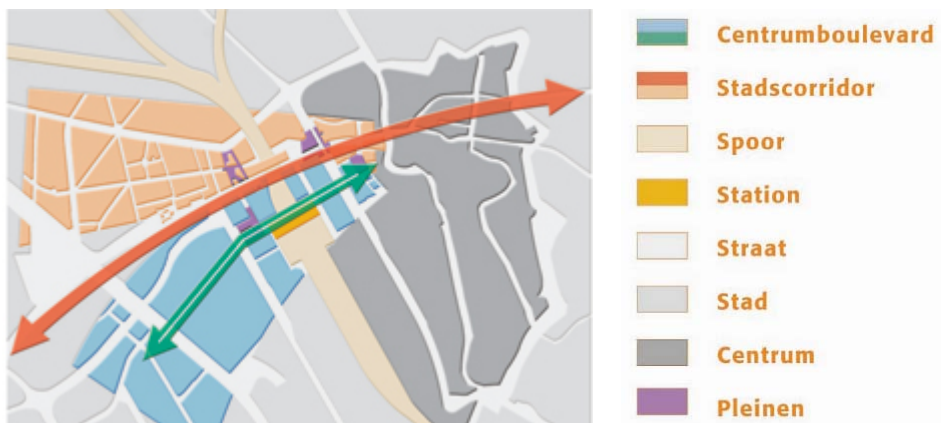 Centrumboulevard
Stadscorridor
Spoor
Station
Straat
Stad
Centrum
Pleinen